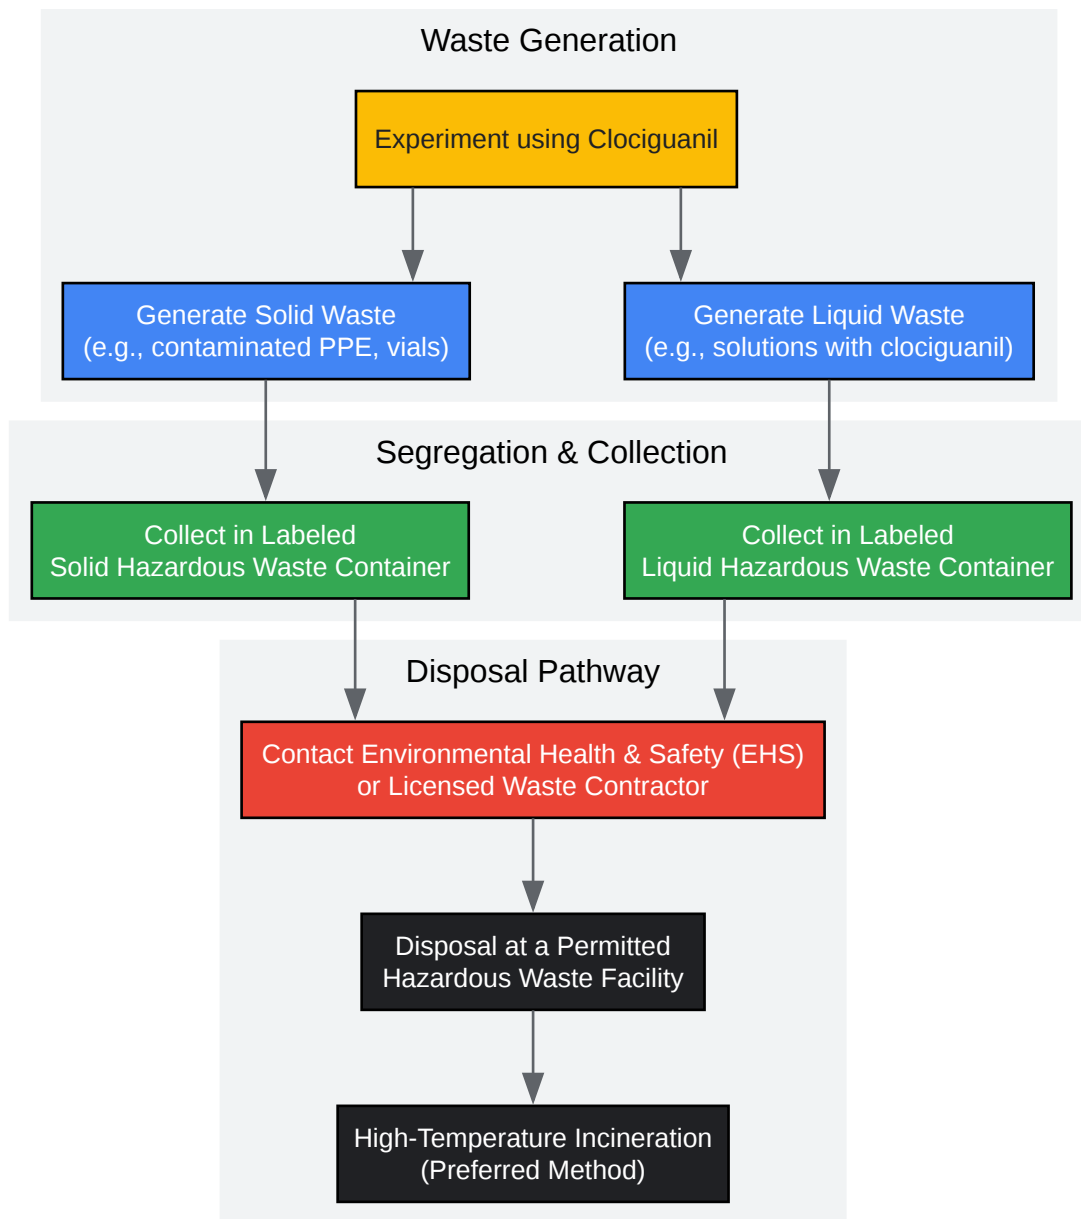 Waste Generation
Experiment using Clociguanil
Generate Solid Waste
(e.g., contaminated PPE, vials)
Generate Liquid Waste
(e.g., solutions with clociguanil)
Segregation & Collection
Collect in Labeled
Solid Hazardous Waste Container
Collect in Labeled
Liquid Hazardous Waste Container
Disposal Pathway
Contact Environmental Health & Safety (EHS)
or Licensed Waste Contractor
Disposal at a Permitted
Hazardous Waste Facility
High-Temperature Incineration
(Preferred Method)